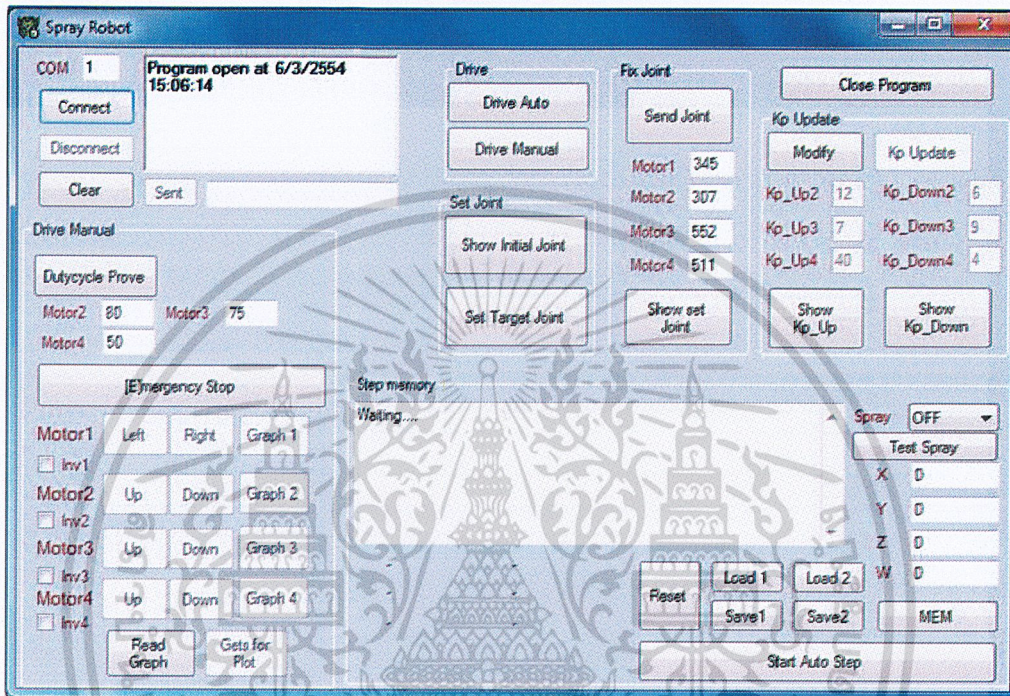 Spray Robot
COM 1
Program open at 6/3/2554
15:06:14
Connect
Disconnect
Clear
Sent
Drive
Drive Auto
Drive Manual
Set Joint
Show Initial Joint
Set Target Joint
Fix Joint
Send Joint
Motor1 345
Motor2 307
Motor3 552
Motor4 511
Show set
Joint
Close Program
Kp Update
Modify
Kp Update
Kp_Up2 12 Kp_Down2 6
Kp_Up3 7 Kp_Down3 9
Kp_Up4 40 Kp_Down4 4
Show
Kp_Up
Show
Kp_Down
Drive Manual
Dutycycle Prove
Motor2 80 Motor3 75
Motor4 50
[E]mergency Stop
Motor1 Left Right Graph 1
Inv1
Motor2 Up Down Graph 2
Inv2
Motor3 Up Down Graph 3
Inv3
Motor4 Up Down Graph 4
Inv4
Read
Graph
Gets for
Plot
Step memory
Waiting....
Spray OFF
Test Spray
X 0
Y 0
Z 0
W 0
Reset
Load 1
Load 2
Save1
Save2
MEM
Start Auto Step